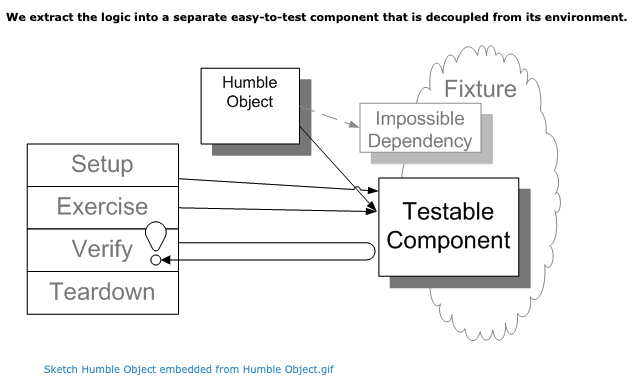 We extract the logic into a separate easy-to-test component that is decoupled from its environment.
Humble
Object
Fixture
Impossible
Dependency
Setup
Exercise
Verify
Teardown
Testable
Component
Sketch Humble Object embedded from Humble Object.gif